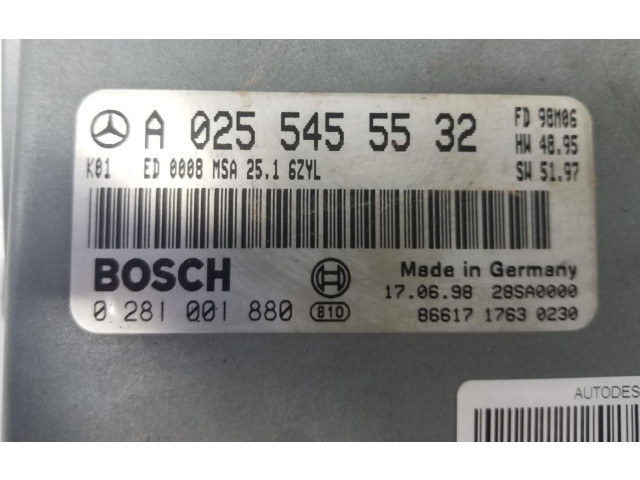 A 025 545 55 32
FD 98M06
HW 48.95
K01 ED 0008 MSA 25.1 6ZYL
SW 51.97
BOSCH
Made in Germany
17.06.98 28SA0000
0 281 001 880 810
86617 1763 0230
AUTODES